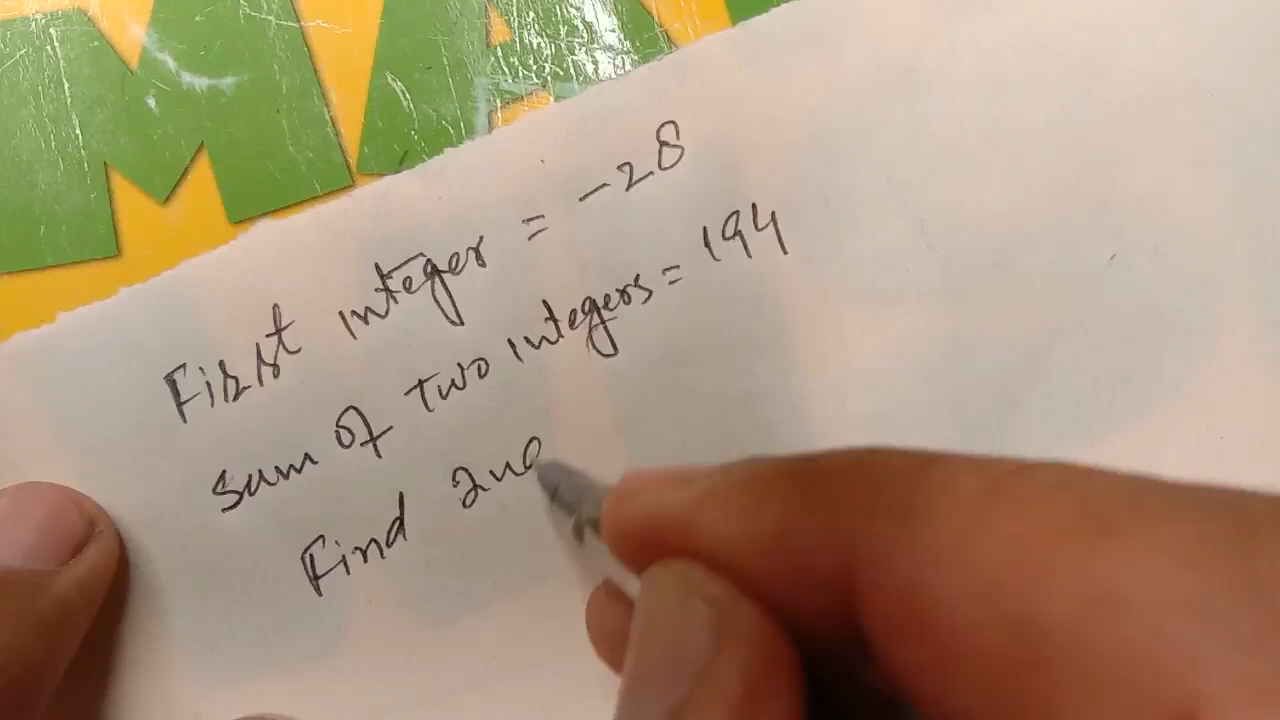 First integer = -28
sum of two integers = 194
Find 2nd